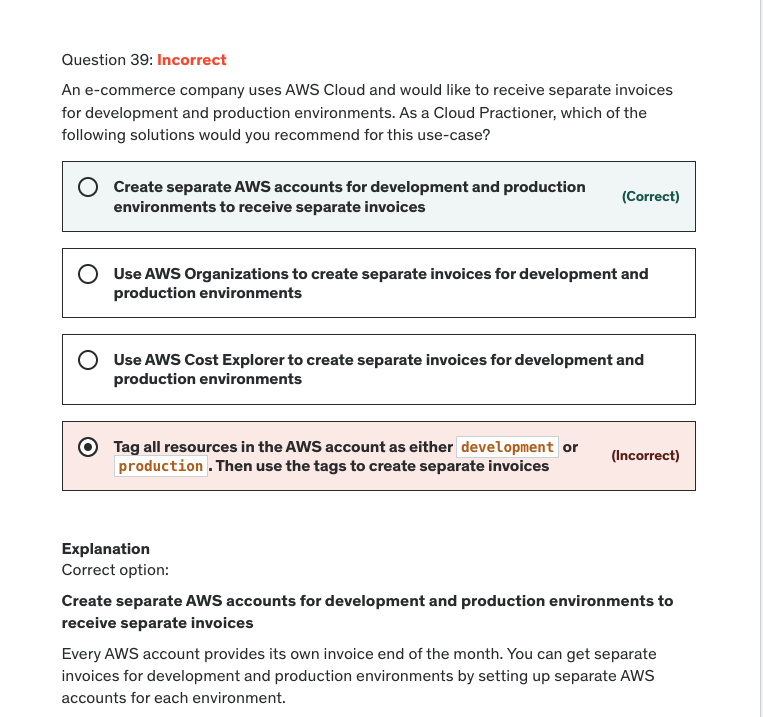 Question 39: Incorrect
An e-commerce company uses AWS Cloud and would like to receive separate invoices
for development and production environments. As a Cloud Practioner, which of the
following solutions would you recommend for this use-case?
Create separate AWS accounts for development and production
environments to receive separate invoices
(Correct)
Use AWS Organizations to create separate invoices for development and
production environments
Use AWS Cost Explorer to create separate invoices for development and
production environments
Tag all resources in the AWS account as either development or
production. Then use the tags to create separate invoices
(Incorrect)
Explanation
Correct option:
Create separate AWS accounts for development and production environments to
receive separate invoices
Every AWS account provides its own invoice end of the month. You can get separate
invoices for development and production environments by setting up separate AWS
accounts for each environment.